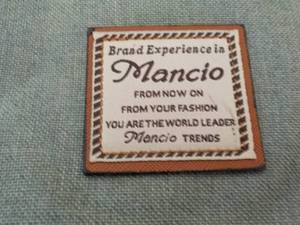 Brand Experience in
Mancio
FROM NOW ON
FROM YOUR FASHION
YOU ARE THE WORLD LEADER
Mancio TRENDS